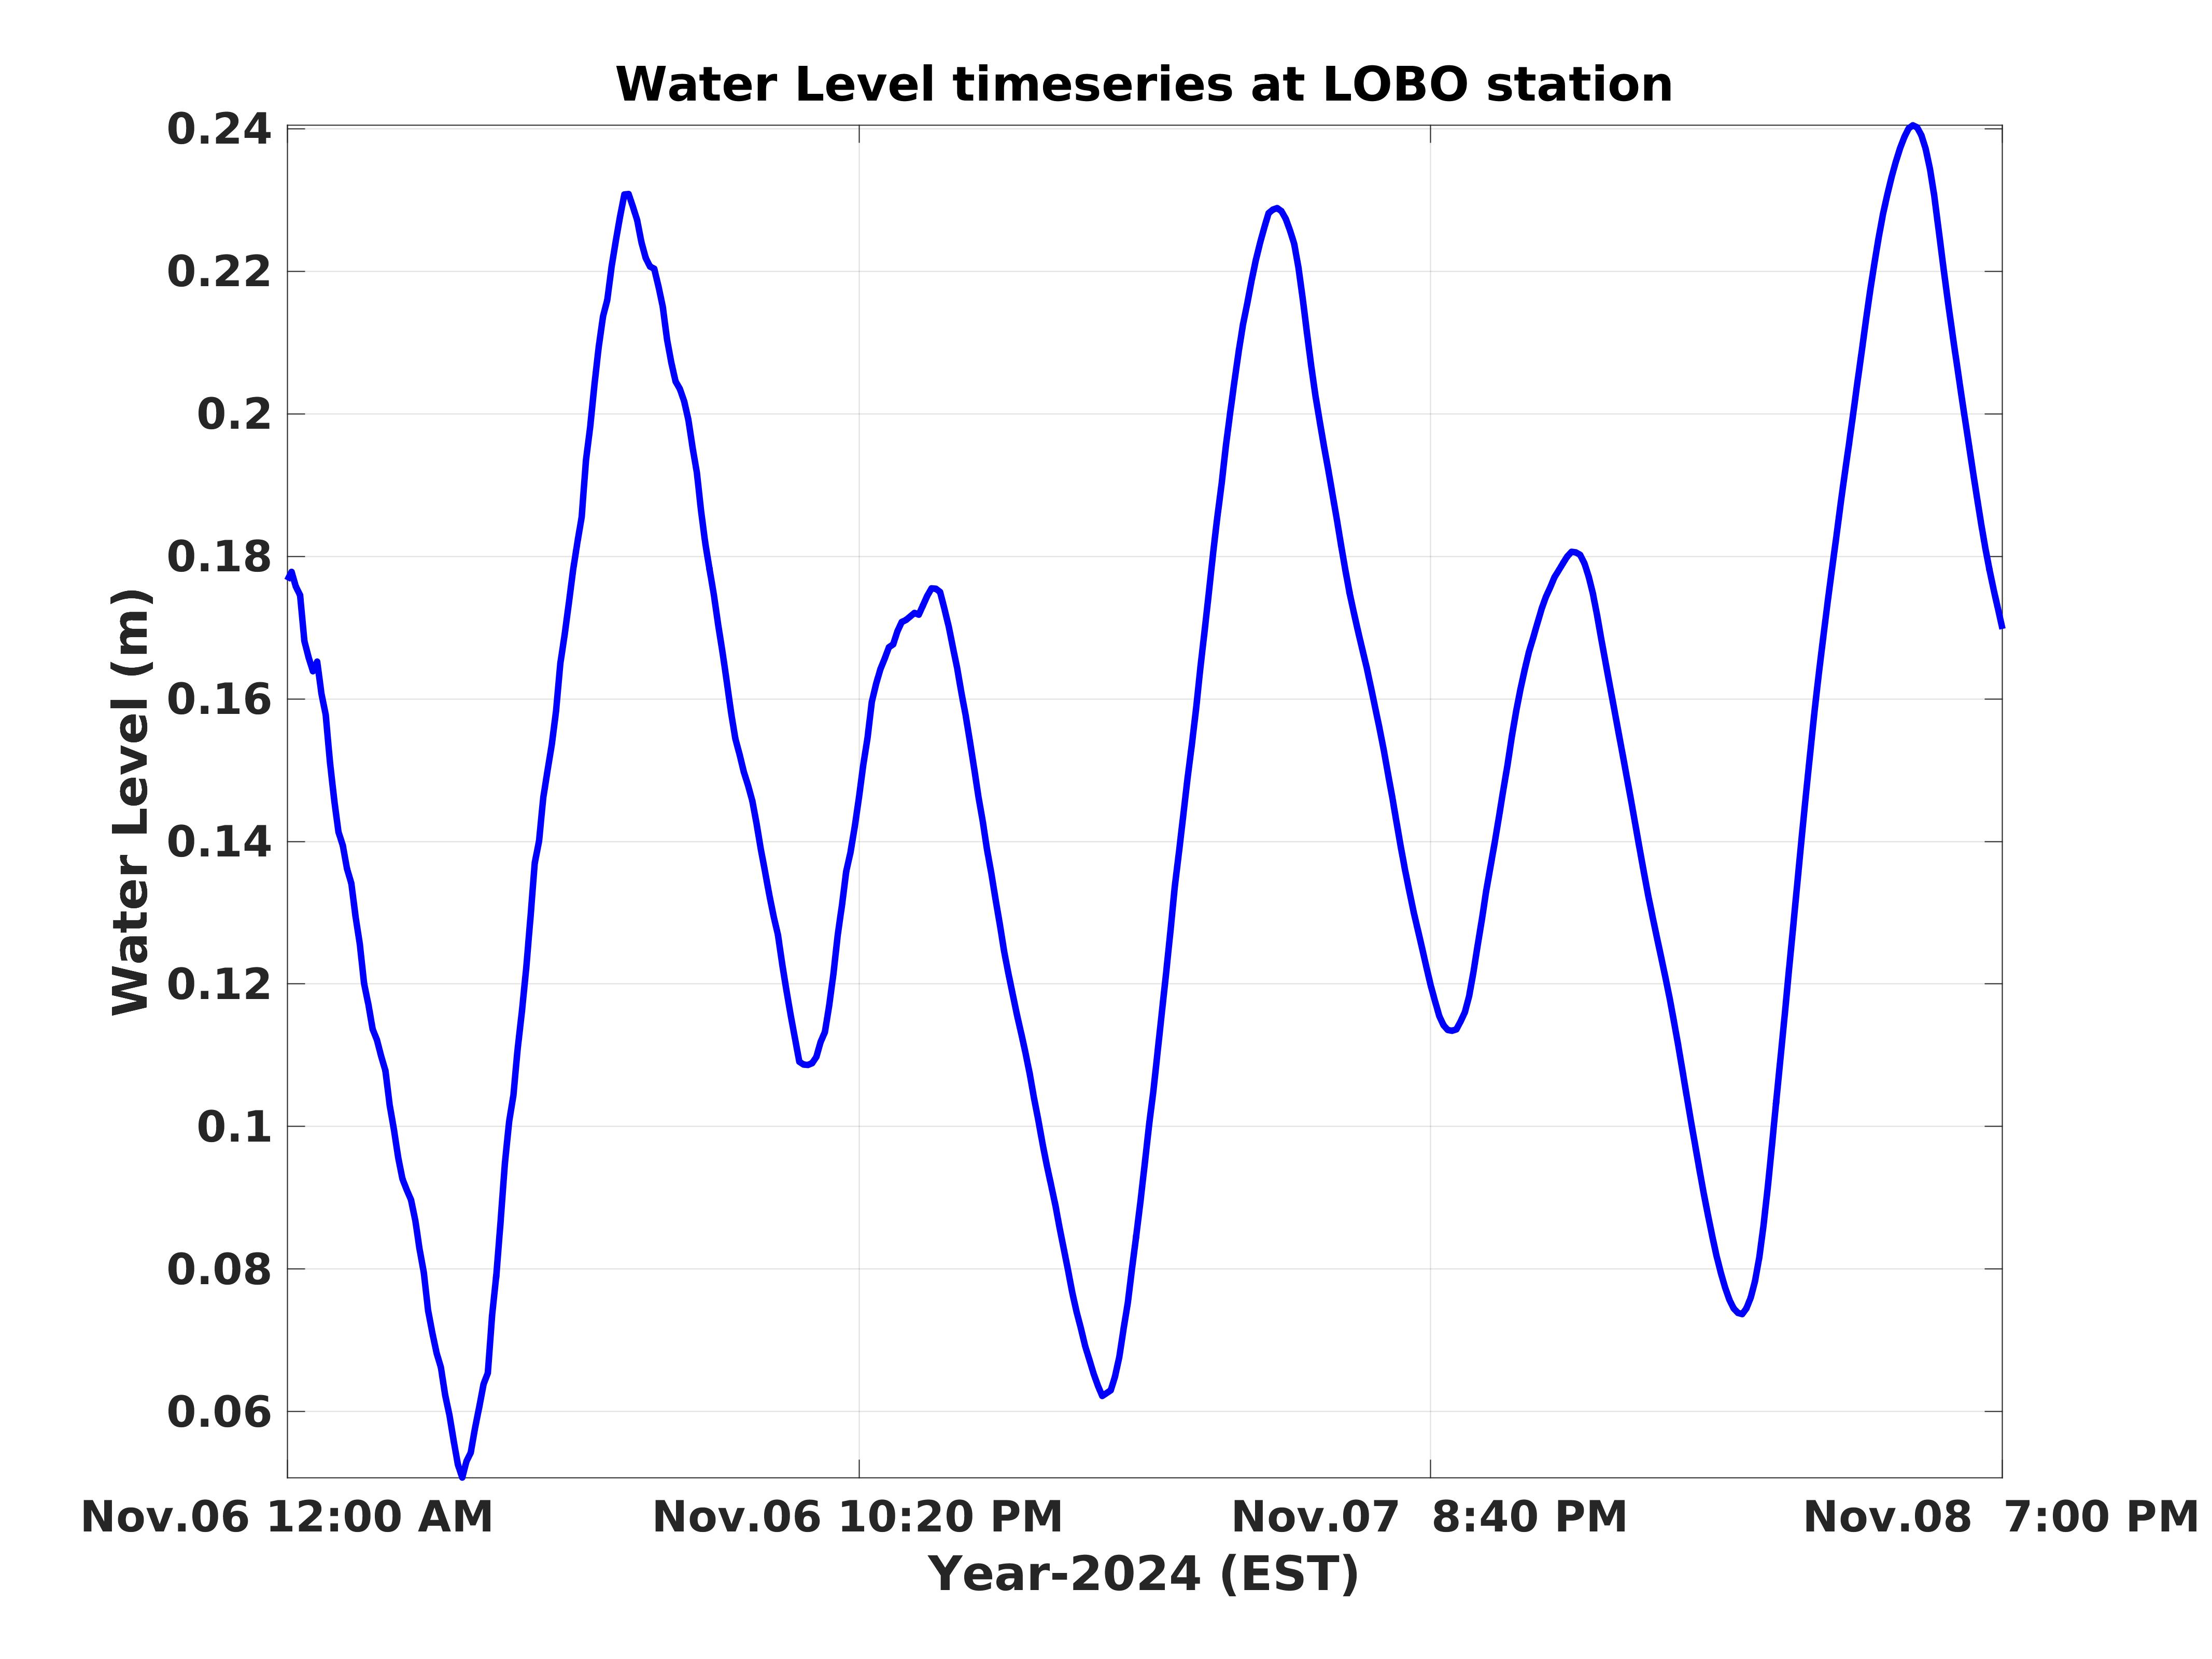 Water Level timeseries at LOBO station
0.24
0.22
0.2
0.18
0.16
0.14
0.12
0.1
0.08
0.06
Water Level (m)
Nov.06 12:00 AM Nov.06 10:20 PM Nov.07 8:40 PM Nov.08 7:00 PM
Year-2024 (EST)